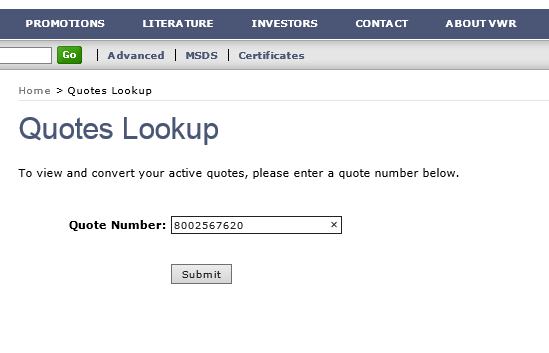 PROMOTIONS LITERATURE INVESTORS CONTACT ABOUT VWR
Go | Advanced | MSDS | Certificates
Home > Quotes Lookup
Quotes Lookup
To view and convert your active quotes, please enter a quote number below.
Quote Number: 8002567620 ×
Submit